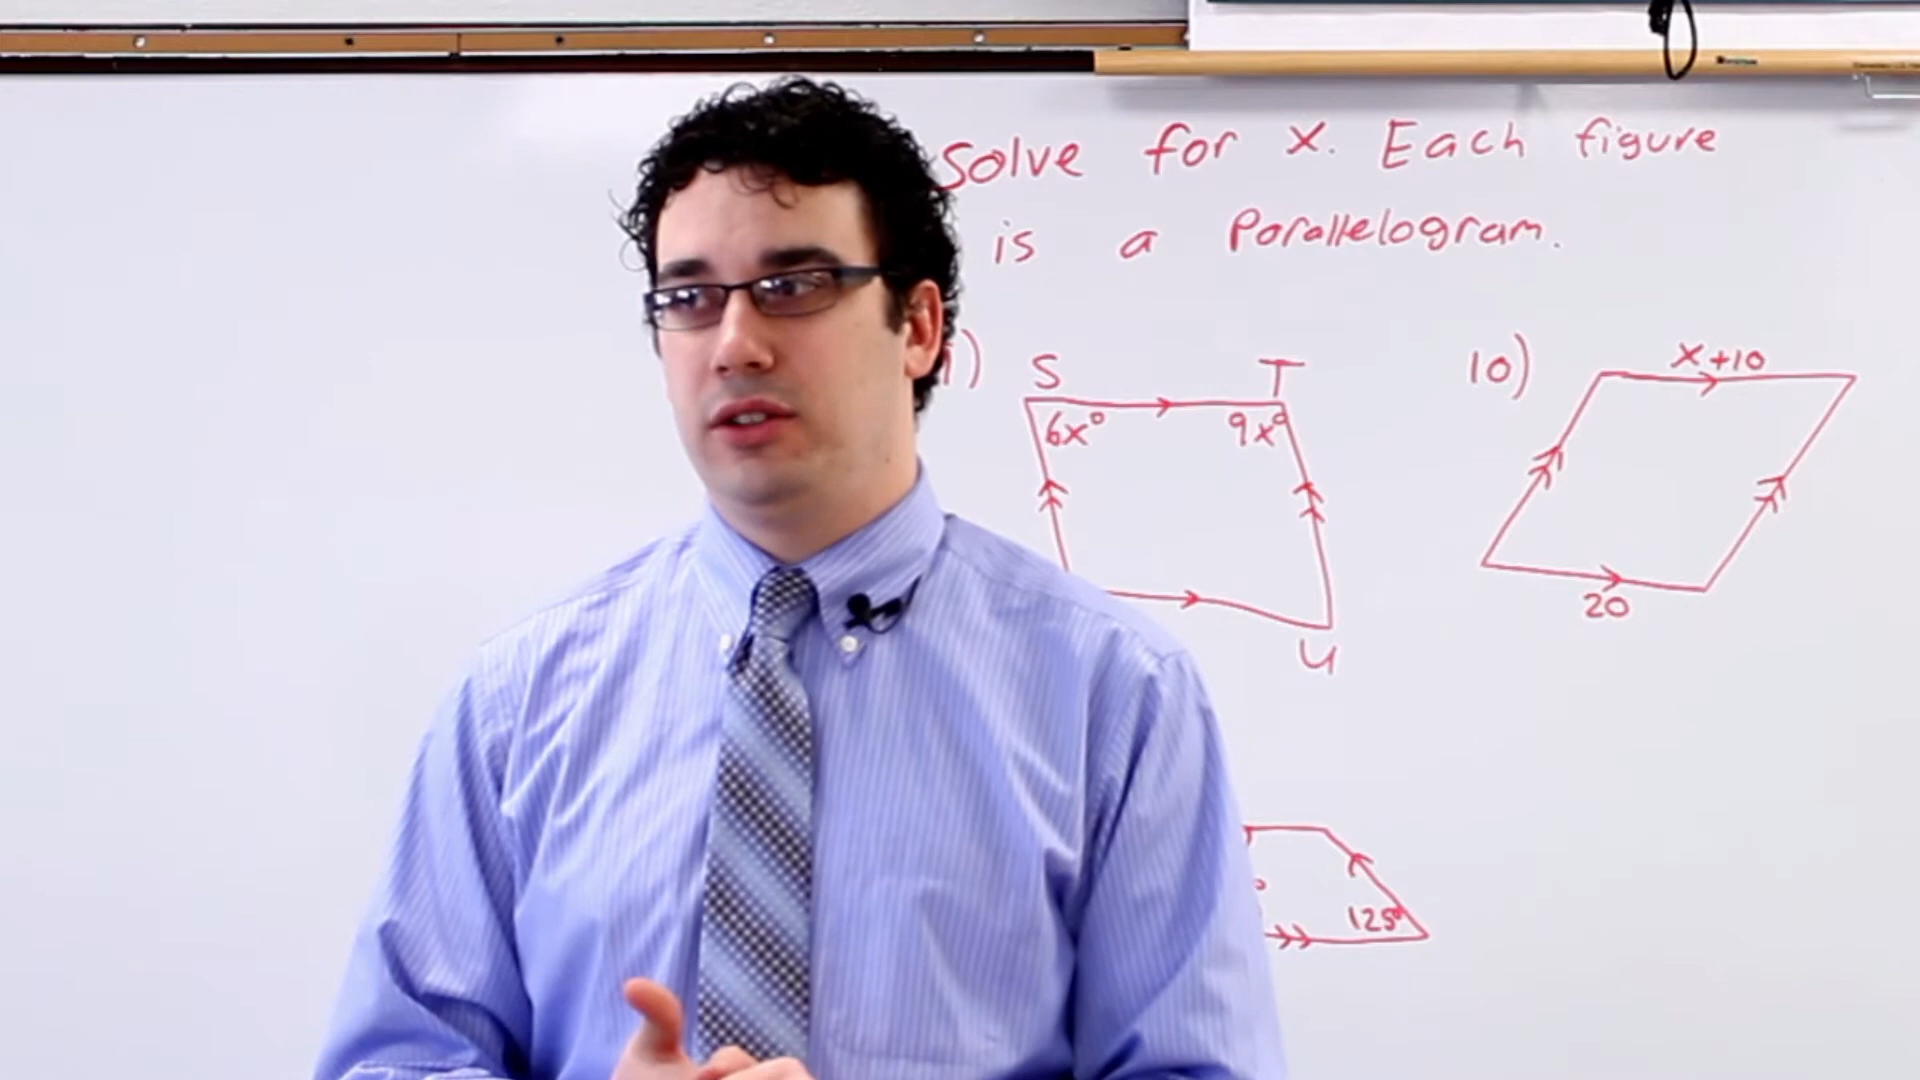 Solve for x. Each figure
is a parallelogram.
S
T
6x°
9x°
U
10)
x+10
20
125°